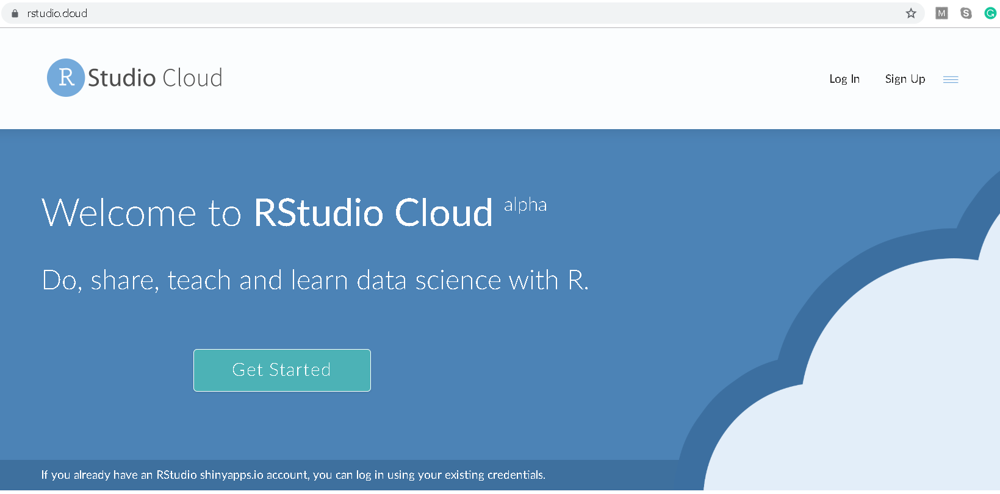 rstudio.cloud
M S G
R Studio Cloud
Log In Sign Up
Welcome to RStudio Cloud alpha
Do, share, teach and learn data science with R.
Get Started
If you already have an RStudio shinyapps.io account, you can log in using your existing credentials.